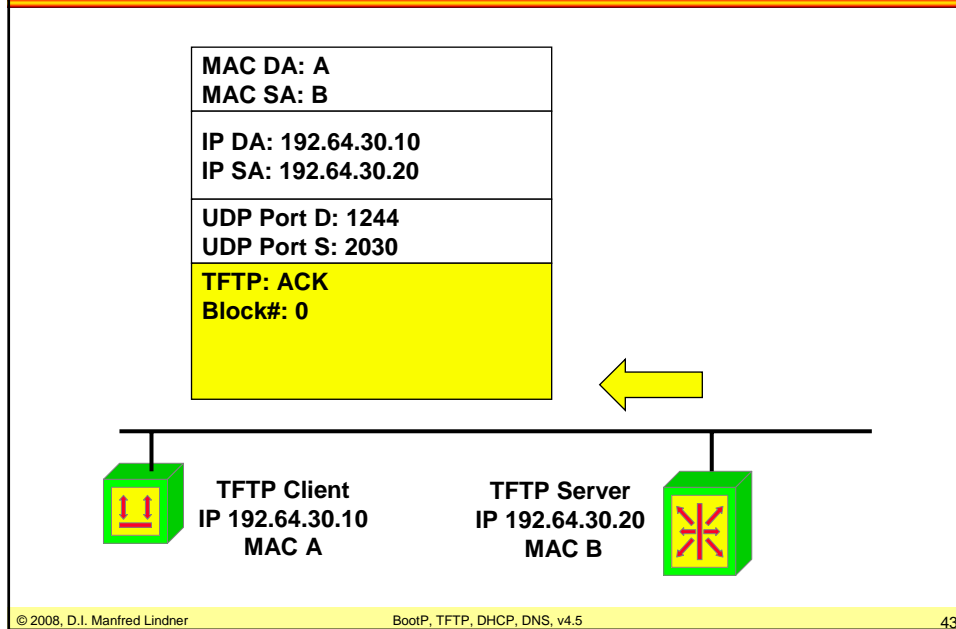 MAC DA: A
MAC SA: B
IP DA: 192.64.30.10
IP SA: 192.64.30.20
UDP Port D: 1244
UDP Port S: 2030
TFTP: ACK
Block#: 0
TFTP Client
IP 192.64.30.10
MAC A
TFTP Server
IP 192.64.30.20
MAC B
© 2008, D.I. Manfred Lindner
BootP, TFTP, DHCP, DNS, v4.5
43